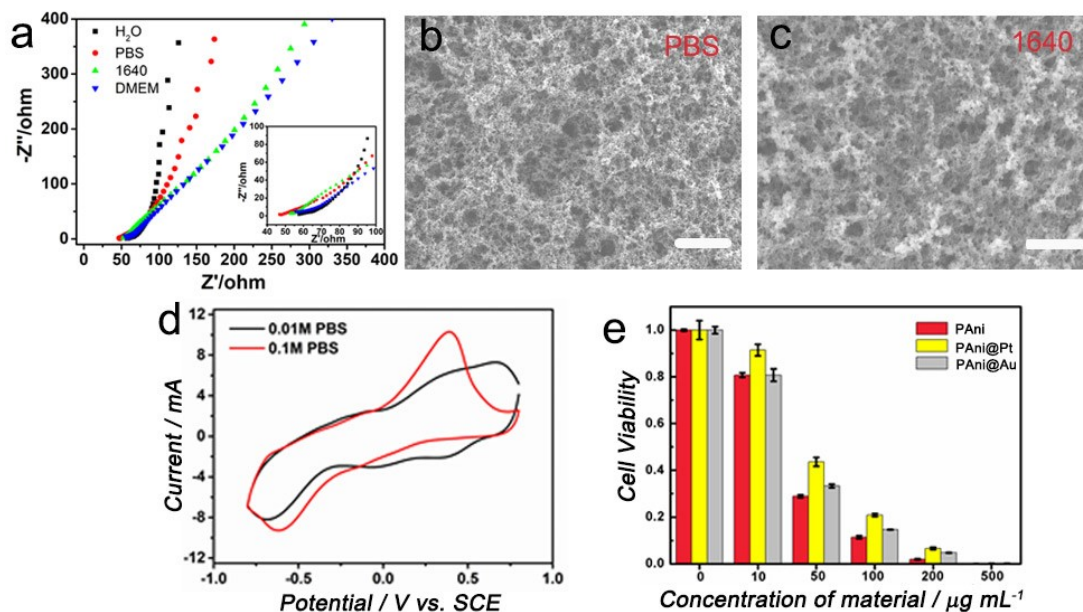 a
-Z''/ohm
400
300
200
100
0
H₂O
PBS
1640
DMEM
0 50 100 150 200 250 300 350 400
Z'/ohm
-Z''/ohm
100
80
60
40
20
0
40 50 60 70 80 90 100
Z'/ohm
b
PBS
c
1640
d
Current / mA
12
8
4
0
-4
-8
-12
0.01M PBS
0.1M PBS
-1.0 -0.5 0.0 0.5 1.0
Potential / V vs. SCE
e
Cell Viability
1.0
0.8
0.6
0.4
0.2
0.0
PAni
PAni@Pt
PAni@Au
0 10 50 100 200 500
Concentration of material / μg mL⁻¹